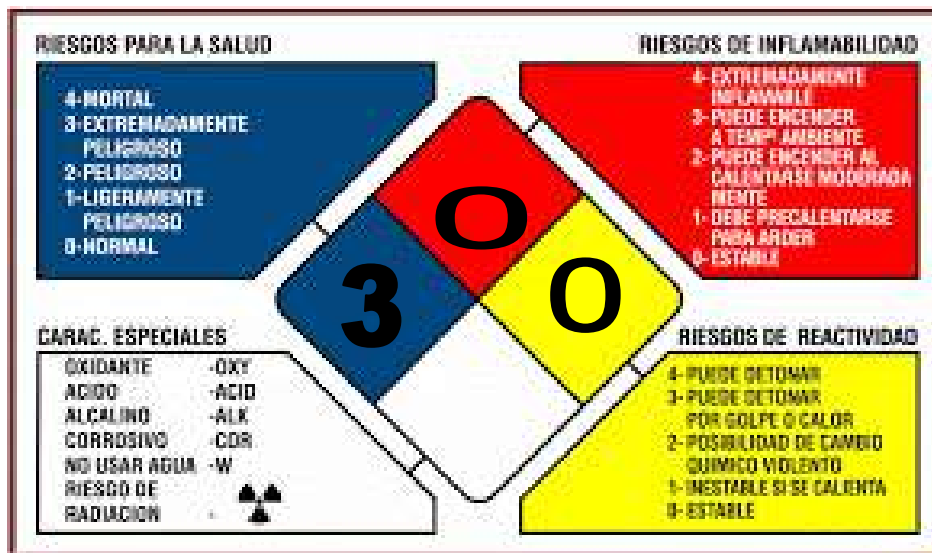 RIESGOS PARA LA SALUD
4-MORTAL
3-EXTREMADAMENTE
PELIGROSO
2-PELIGROSO
1-LIGERAMENTE
PELIGROSO
0-NORMAL
RIESGOS DE INFLAMABILIDAD
4- EXTREMADAMENTE
INFLAMABLE
3- PUEDE ENCENDER
A TEMPª AMBIENTE
2- PUEDE ENCENDER AL
CALENTARSE MODERADA
MENTE
1- DEBE PRECALENTARSE
PARA ARDER
0- ESTABLE
0
3
0
CARAC. ESPECIALES
OXIDANTE -OXY
ACIDO -ACID
ALCALINO -ALK
CORROSIVO -COR
NO USAR AGUA -W
RIESGO DE
RADIACION -
RIESGOS DE REACTIVIDAD
4- PUEDE DETONAR
3- PUEDE DETONAR
POR GOLPE O CALOR
2- POSIBILIDAD DE CAMBIO
QUIMICO VIOLENTO
1- INESTABLE SI SE CALIENTA
0- ESTABLE